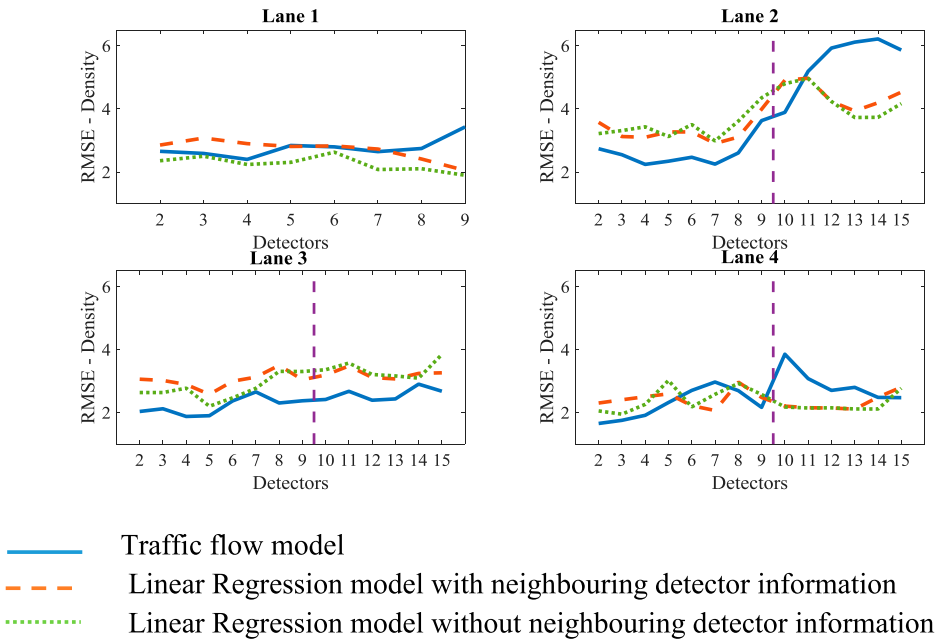 Lane 1
RMSE - Density
6
4
2
2 3 4 5 6 7 8 9
Detectors
Lane 2
RMSE - Density
6
4
2
2 3 4 5 6 7 8 9 10 11 12 13 14 15
Detectors
Lane 3
RMSE - Density
6
4
2
2 3 4 5 6 7 8 9 10 11 12 13 14 15
Detectors
Lane 4
RMSE - Density
6
4
2
2 3 4 5 6 7 8 9 10 11 12 13 14 15
Detectors
Traffic flow model
Linear Regression model with neighbouring detector information
Linear Regression model without neighbouring detector information